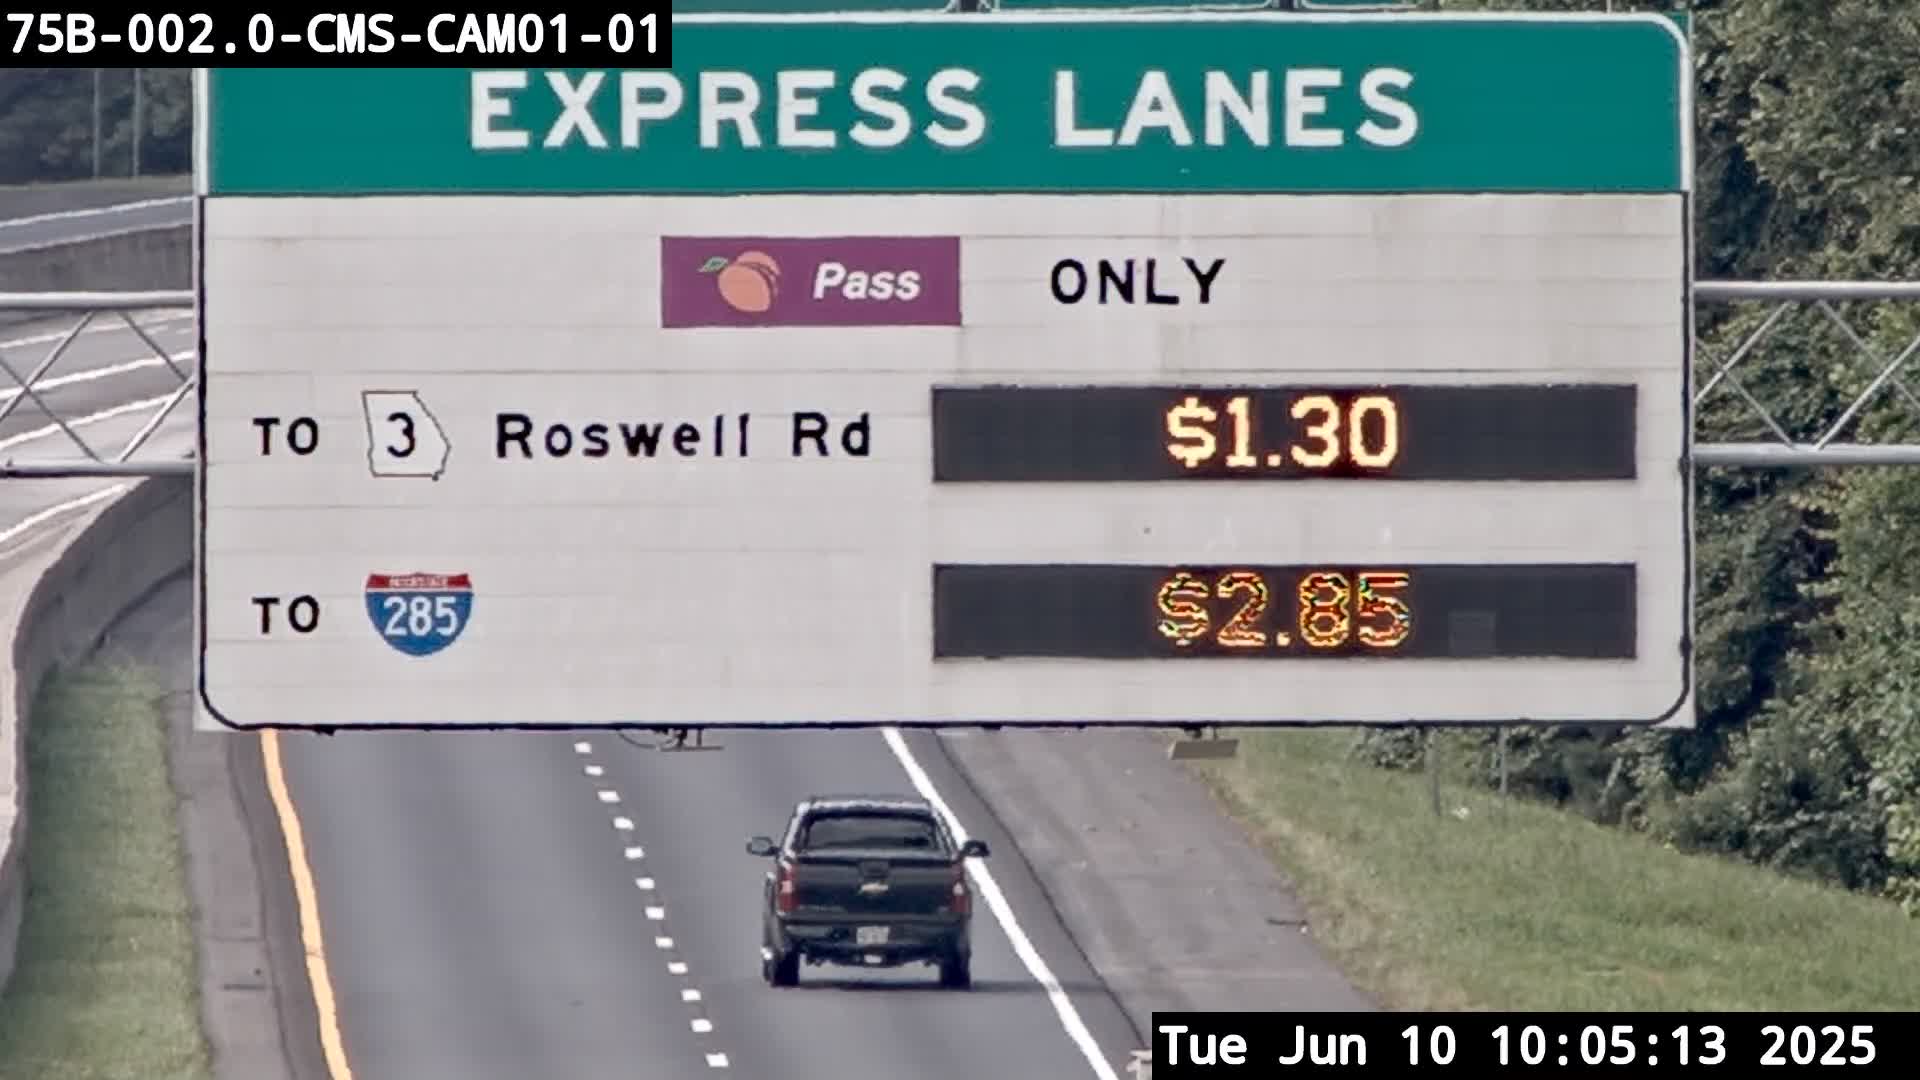 75B-002.0-CMS-CAM01-01
EXPRESS LANES
Pass ONLY
TO 3 Roswell Rd $1.30
TO 285 $2.85
Tue Jun 10 10:05:13 2025